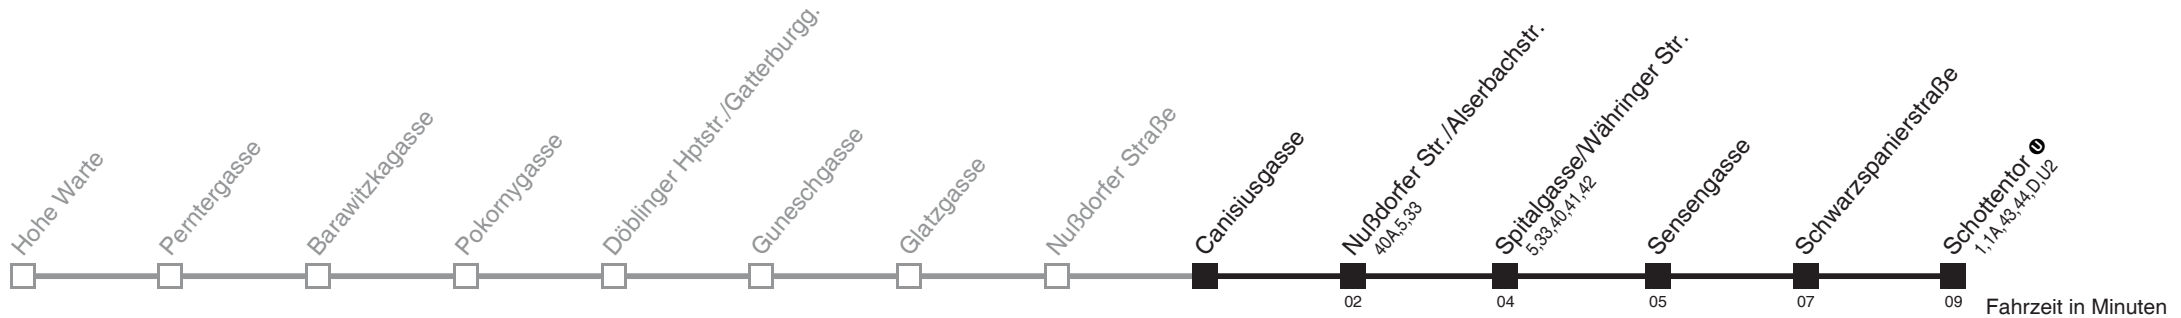 Hohe Warte
Perntergasse
Barawitzkagasse
Pokornygasse
Döblinger Hptstr./Gatterburgg.
Guneschgasse
Glatzgasse
Nußdorfer Straße
Canisiusgasse
Nußdorfer Str./Alserbachstr.
40A,5,33
Spitalgasse/Währinger Str.
5,33,40,41,42
Sensengasse
Schwarzspanierstraße
Schottentor U
1,1A,43,44,D,U2
02
04
05
07
09
Fahrzeit in Minuten